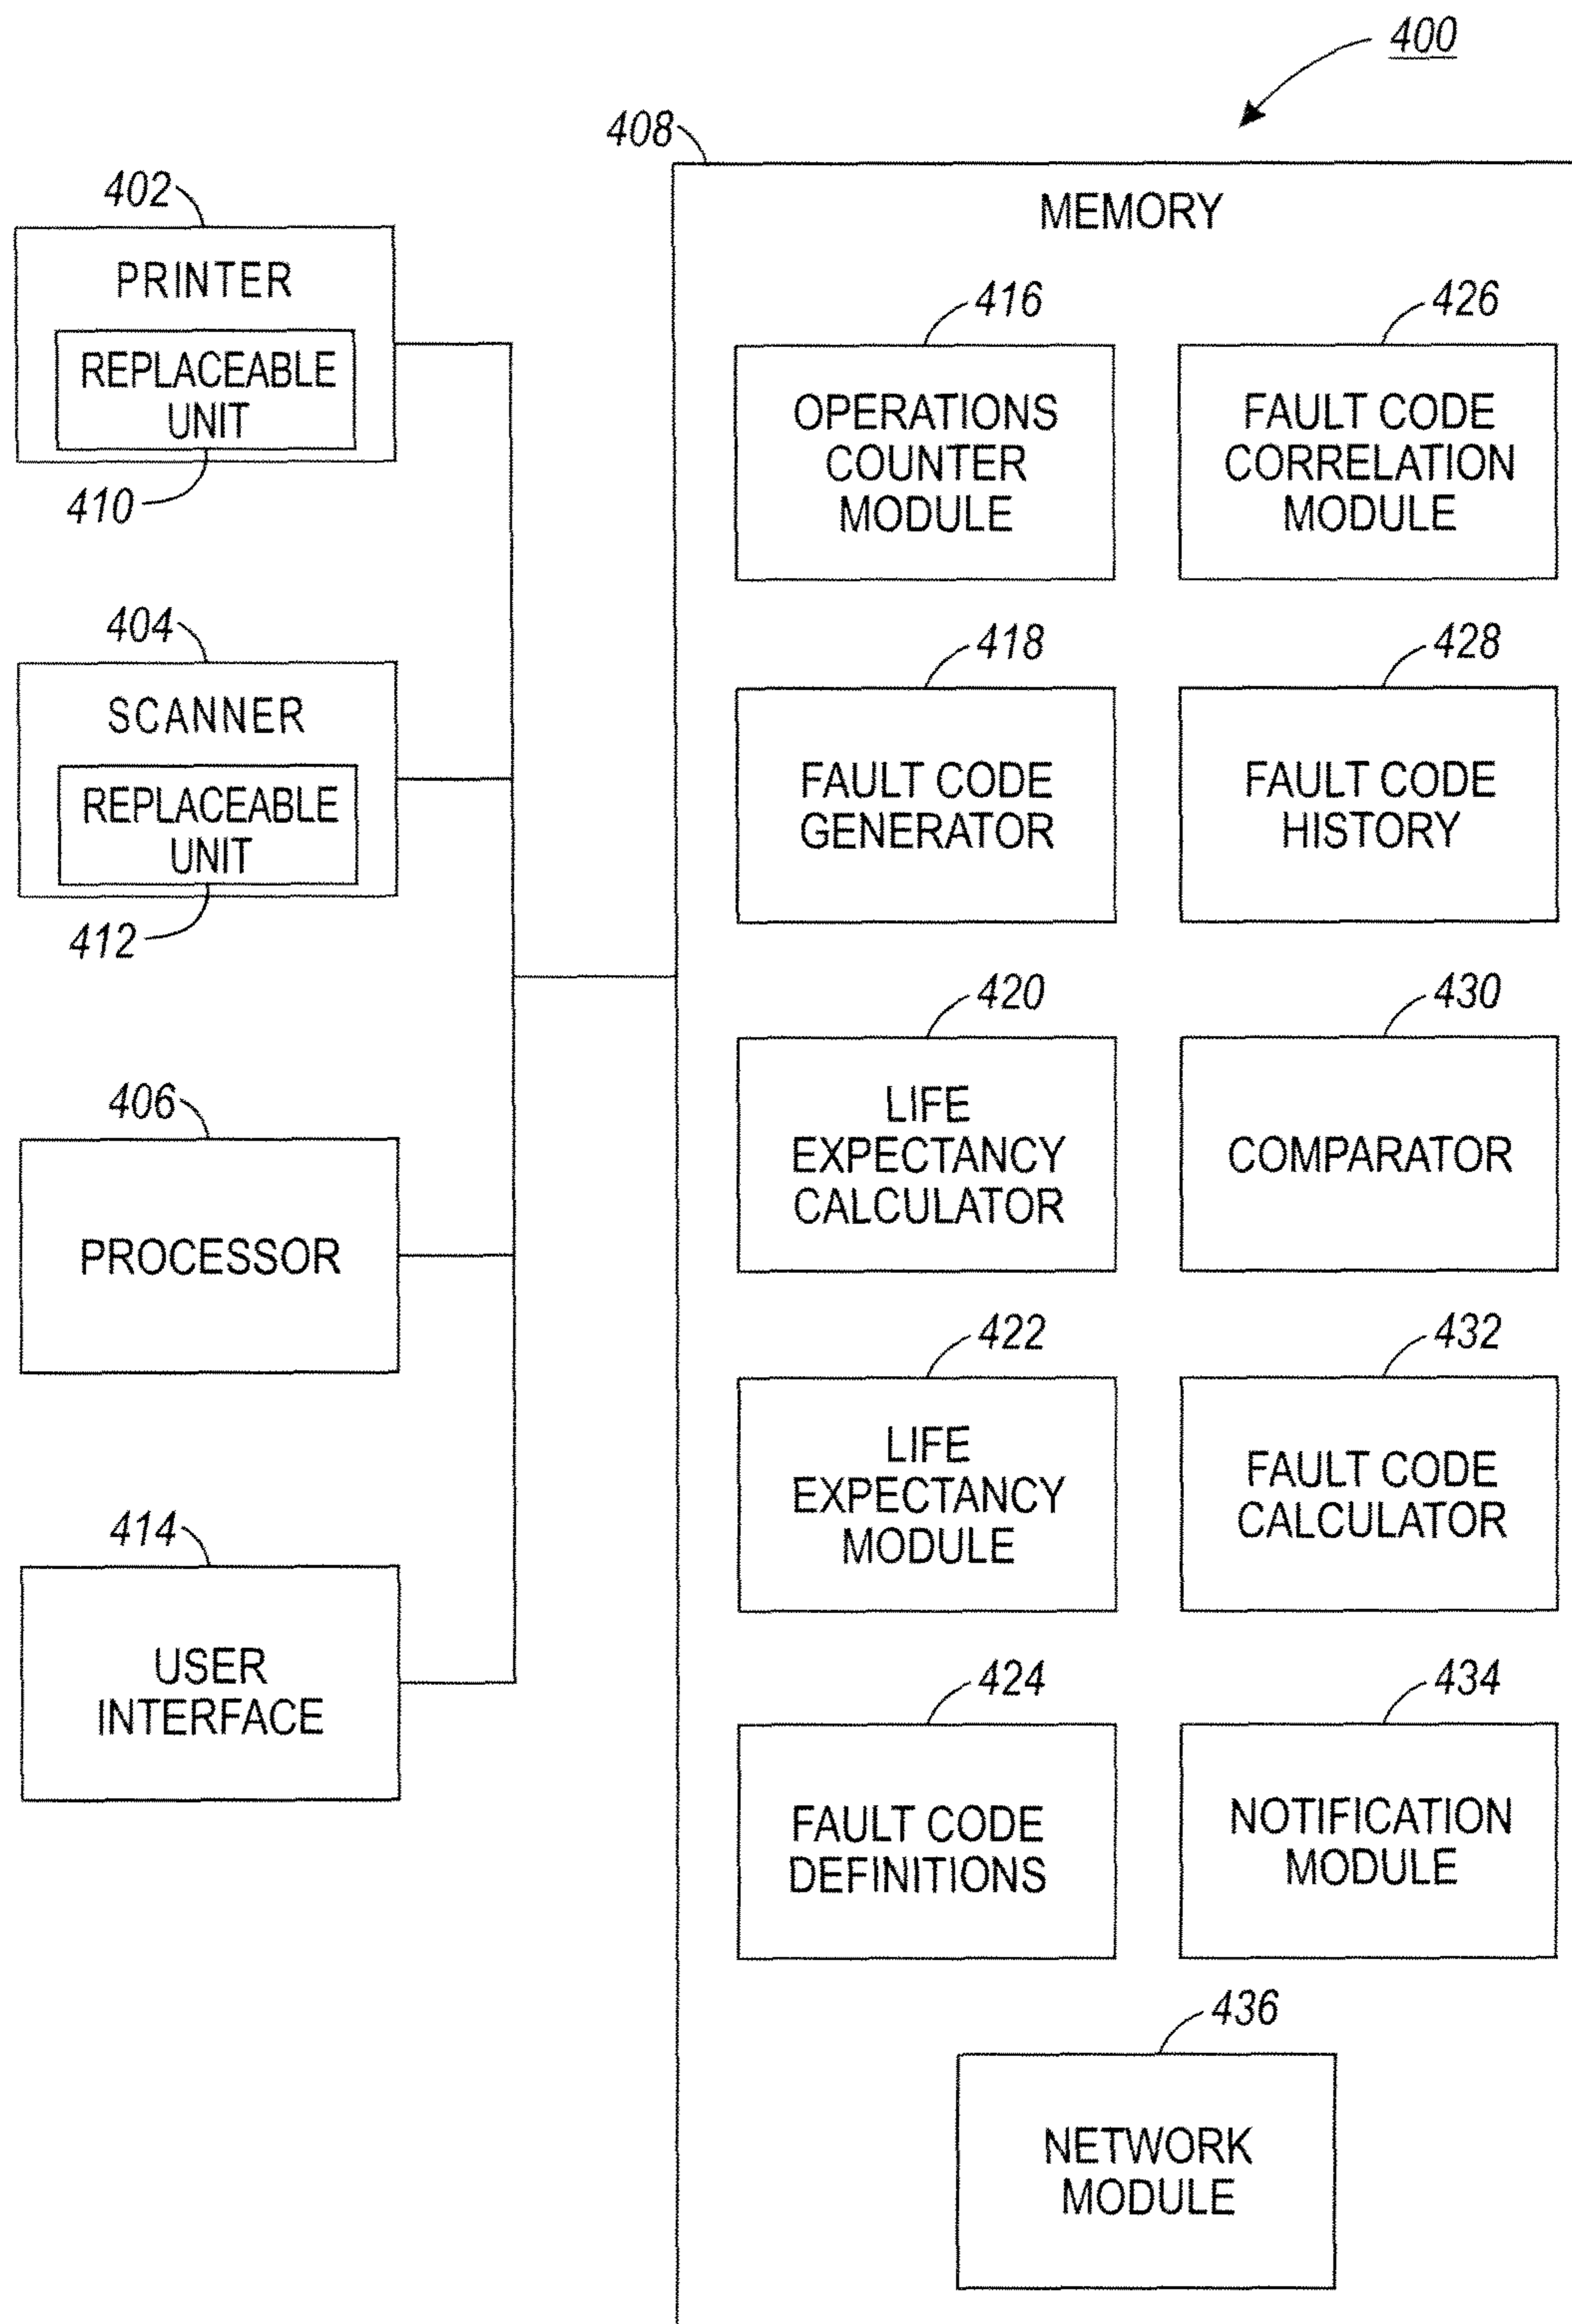 400
408
MEMORY
402
PRINTER
REPLACEABLE
UNIT
410
404
SCANNER
REPLACEABLE
UNIT
412
406
PROCESSOR
414
USER
INTERFACE
416
OPERATIONS
COUNTER
MODULE
426
FAULT CODE
CORRELATION
MODULE
418
FAULT CODE
GENERATOR
428
FAULT CODE
HISTORY
420
LIFE
EXPECTANCY
CALCULATOR
430
COMPARATOR
422
LIFE
EXPECTANCY
MODULE
432
FAULT CODE
CALCULATOR
424
FAULT CODE
DEFINITIONS
434
NOTIFICATION
MODULE
436
NETWORK
MODULE